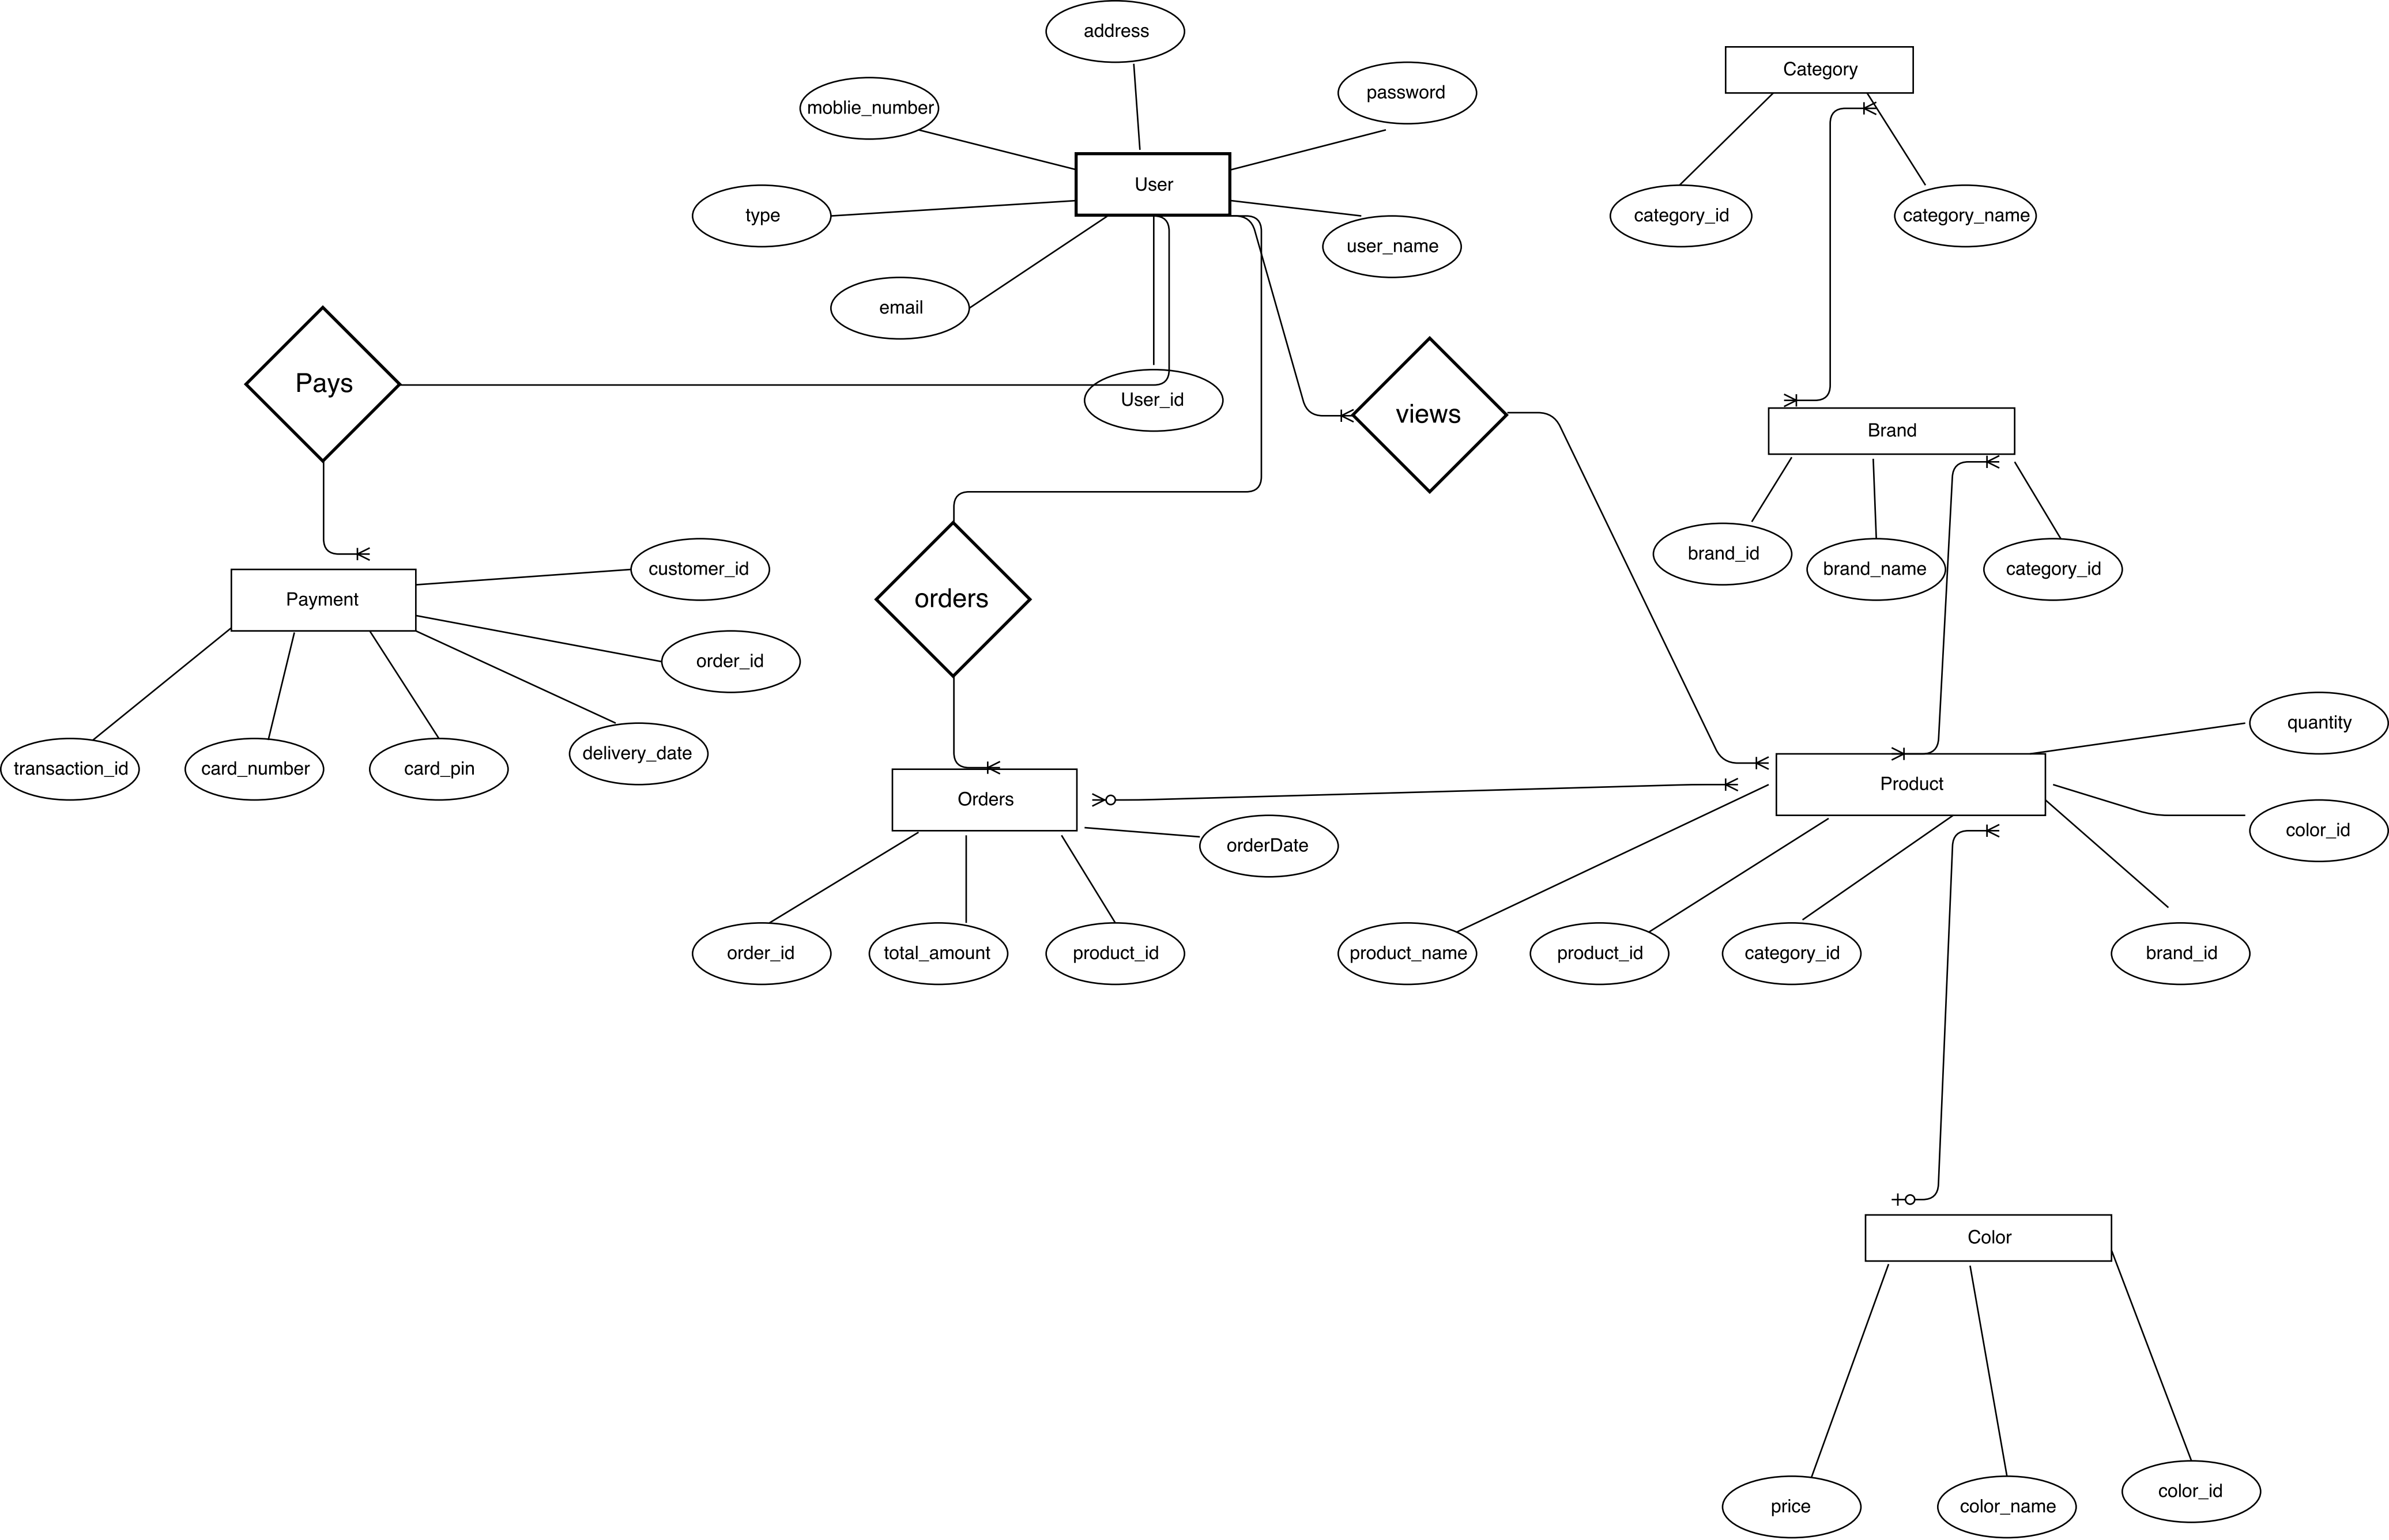 address
Category
password
moblie_number
User
type
category_id
category_name
user_name
email
Pays
User_id
views
Brand
brand_id
brand_name
category_id
customer_id
Payment
orders
order_id
quantity
delivery_date
transaction_id
card_number
card_pin
Orders
Product
color_id
orderDate
order_id
total_amount
product_id
product_name
product_id
category_id
brand_id
Color
color_id
price
color_name